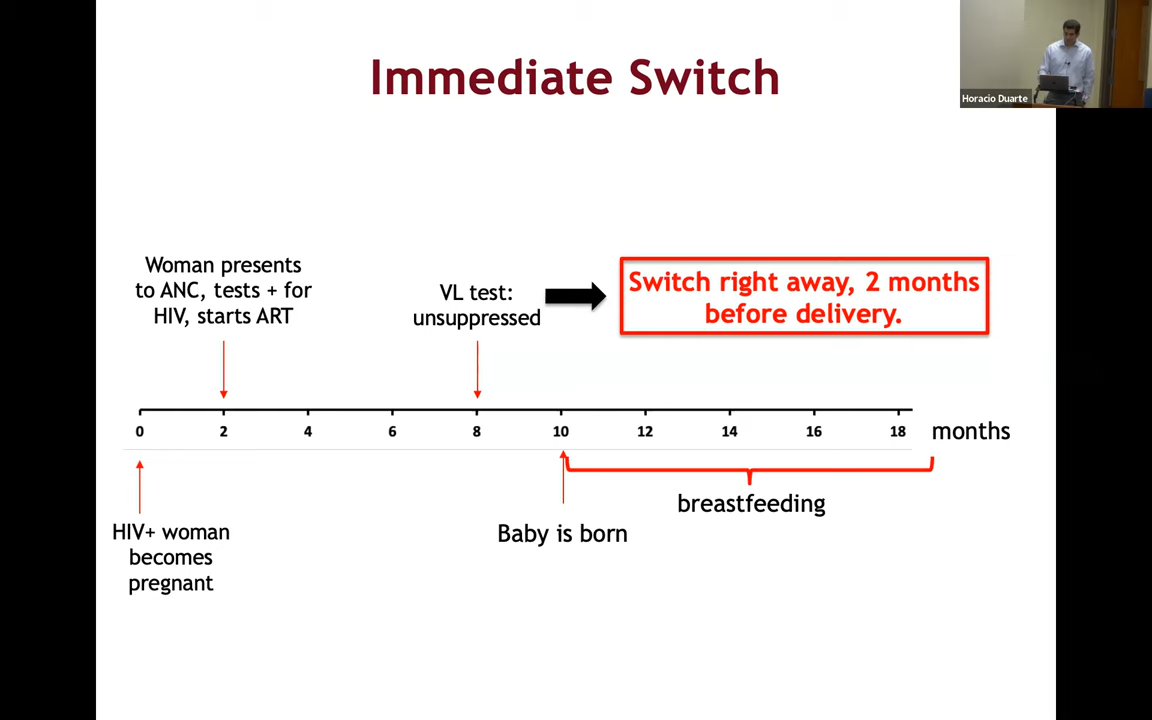 Immediate Switch
Horacio Duarte
Woman presents
to ANC, tests + for
HIV, starts ART
VL test:
unsuppressed
Switch right away, 2 months
before delivery.
0 2 4 6 8 10 12 14 16 18 months
HIV+ woman
becomes
pregnant
Baby is born
breastfeeding